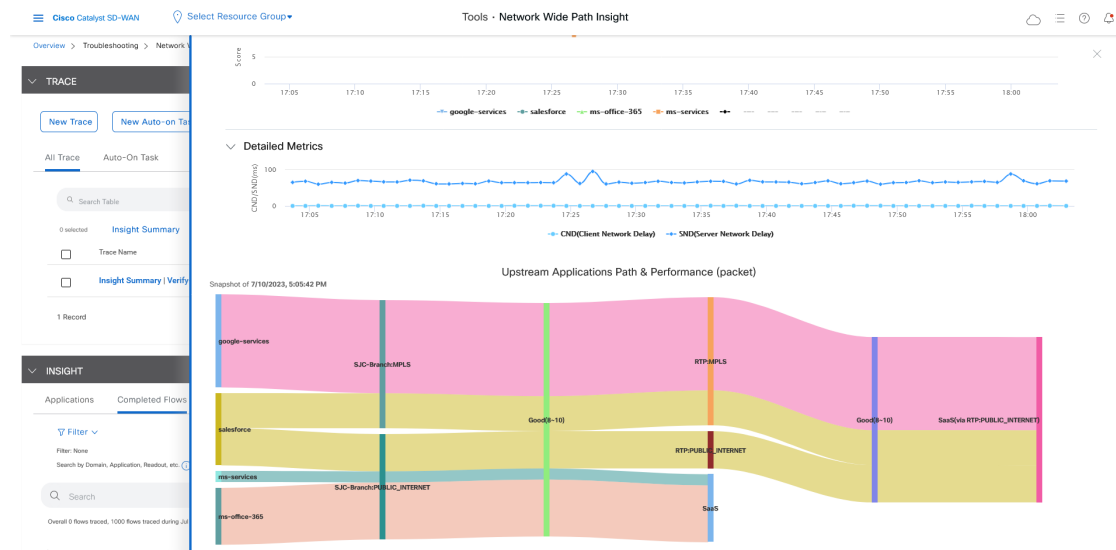 Cisco Catalyst SD-WAN
Select Resource Group▾
Tools · Network Wide Path Insight
Overview > Troubleshooting > Network
TRACE
New Trace
New Auto-on Ta
All Trace
Auto-On Task
Search Table
0 selected
Insight Summary
Trace Name
Insight Summary | Verify
1 Record
INSIGHT
Applications
Completed Flows
Filter
Filter: None
Search by Domain, Application, Readout, etc.
Search
Overall 0 flows traced, 1000 flows traced during Jul
Score
5
0
17:05 17:10 17:15 17:20 17:25 17:30 17:35 17:40 17:45 17:50 17:55 18:00
google-services salesforce ms-office-365 ms-services
Detailed Metrics
CND/SND(ms)
100
0
17:05 17:10 17:15 17:20 17:25 17:30 17:35 17:40 17:45 17:50 17:55 18:00
CND(Client Network Delay) SND(Server Network Delay)
Upstream Applications Path & Performance (packet)
Snapshot of 7/10/2023, 5:05:42 PM
google-services
SJC-Branch:MPLS
RTP:MPLS
Good(8~10)
Good(8~10)
SaaS(via RTP:PUBLIC_INTERNET)
salesforce
RTP:PUBLIC_INTERNET
ms-services
SJC-Branch:PUBLIC_INTERNET
SaaS
ms-office-365